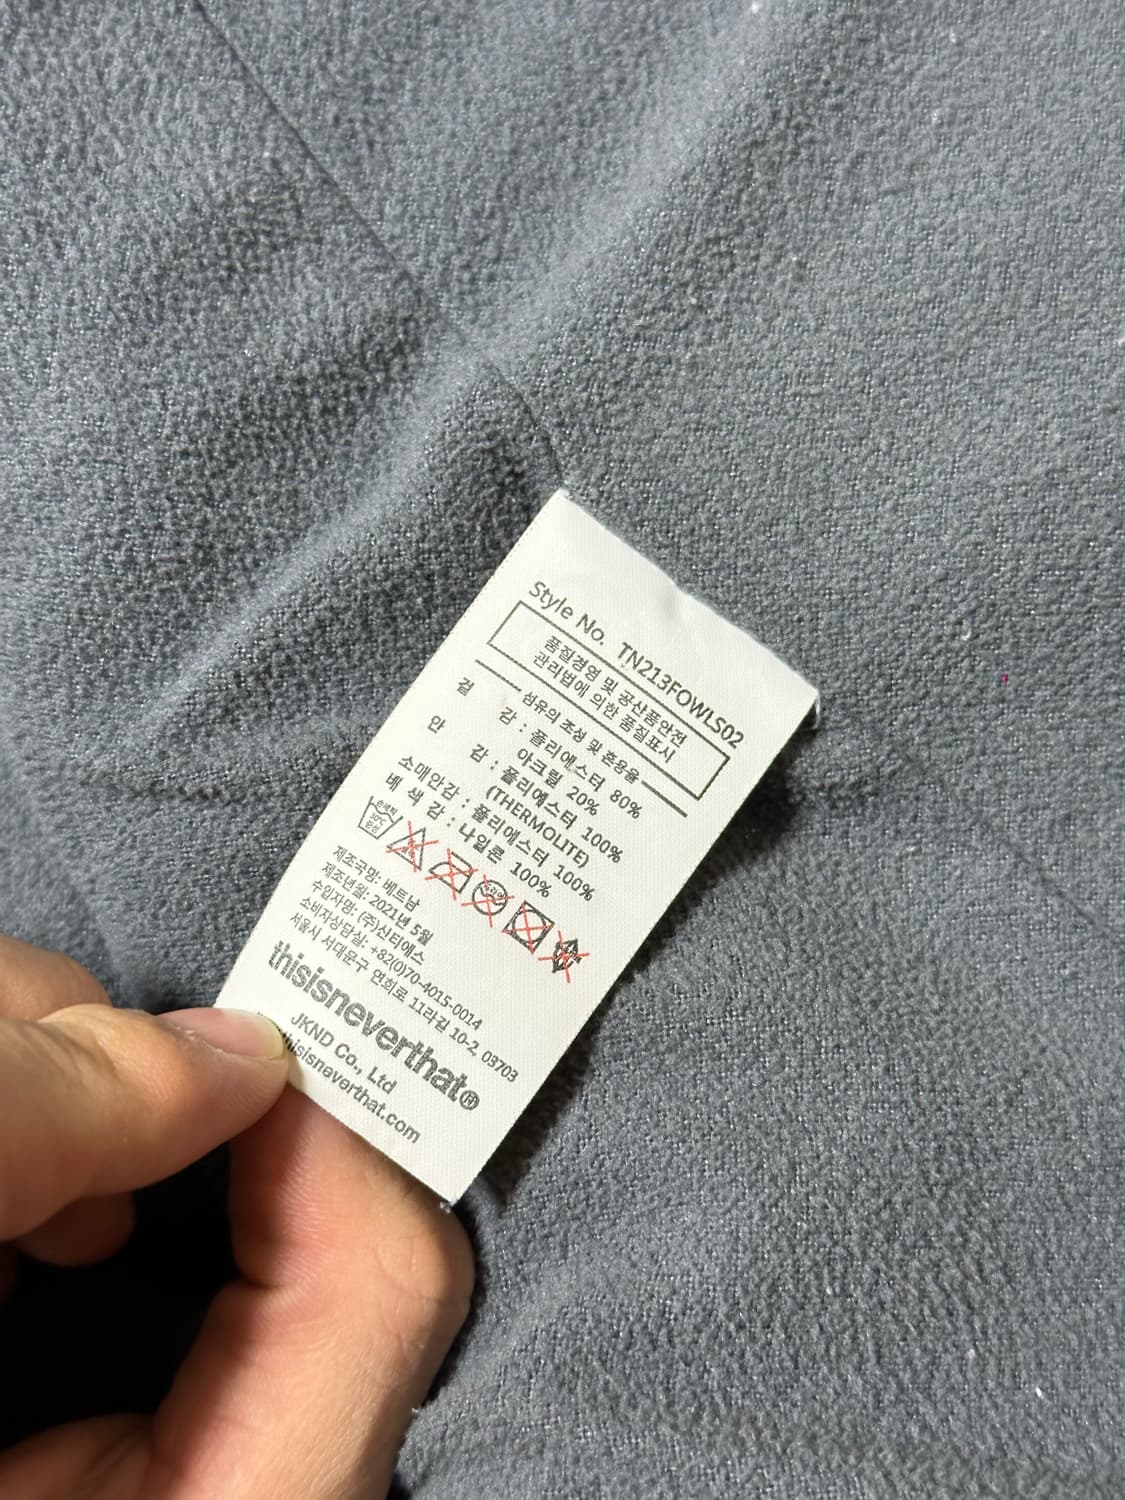 Style No. TN213FOWLS02
품질경영 및 공산품안전
관리법에 의한 품질표시
섬유의 조성 및 혼용율
겉 감 : 폴리에스터 80%
아크릴 20%
안 감 : 폴리에스터 100%
(THERMOLITE)
소매안감 : 폴리에스터 100%
배 색 감 : 나일론 100%
손세탁
30℃
중성
제조국명: 베트남
제조년월: 2021년 5월
수입자명: (주)신티에스
소비자상담실: +82(0)70-4015-0014
서울시 서대문구 연희로 11라길 10-2, 03703
thisisneverthat®
JKND Co., Ltd
thisisneverthat.com